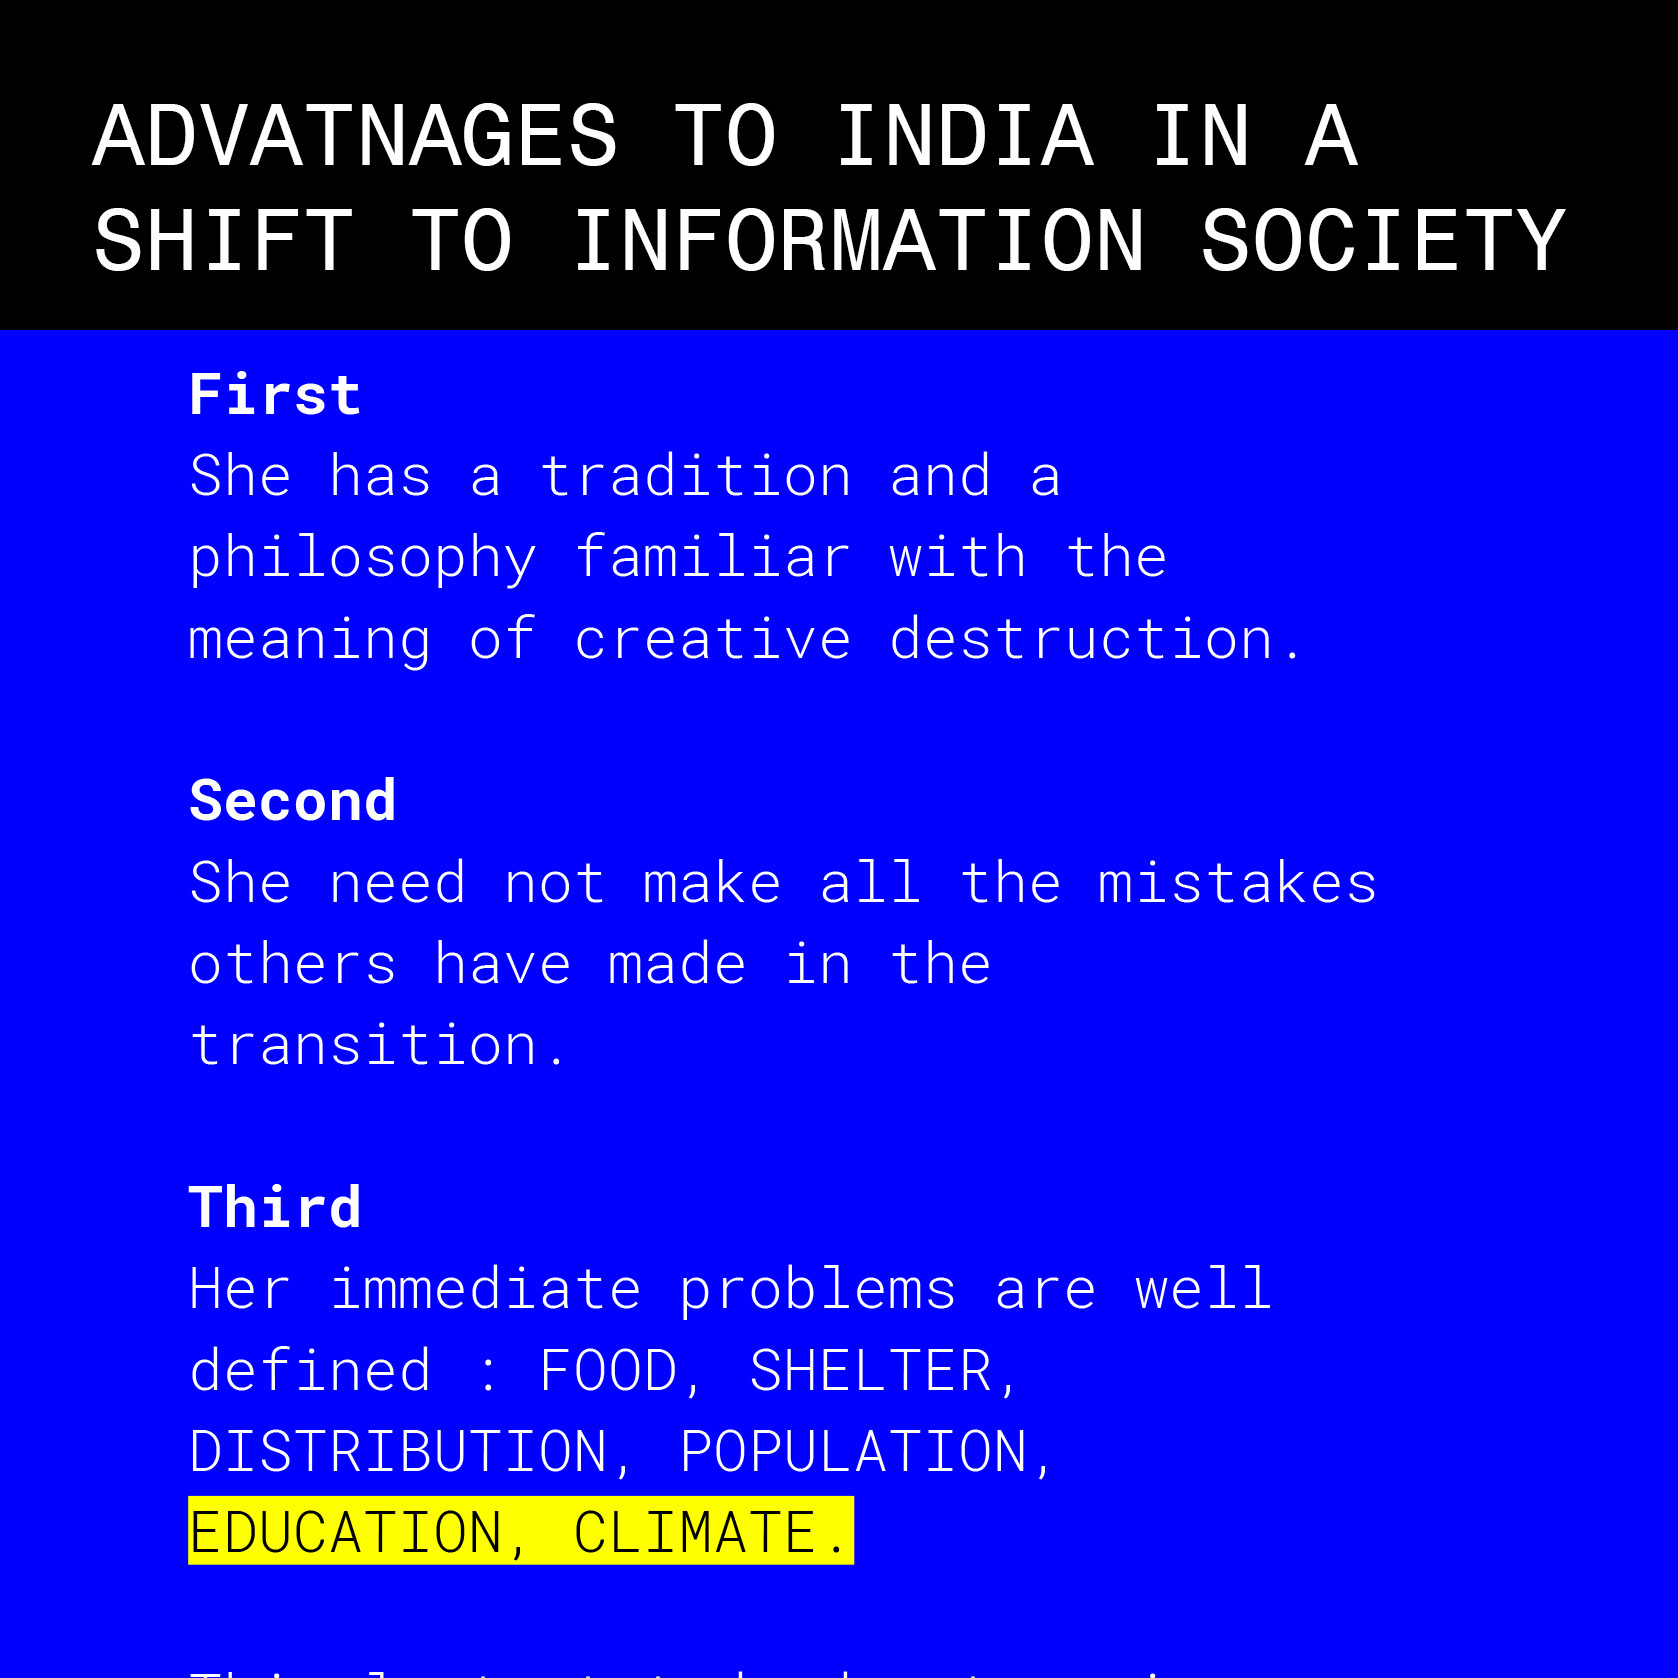 ADVATNAGES TO INDIA IN A
SHIFT TO INFORMATION SOCIETY
First
She has a tradition and a
philosophy familiar with the
meaning of creative destruction.
Second
She need not make all the mistakes
others have made in the
transition.
Third
Her immediate problems are well
defined : FOOD, SHELTER,
DISTRIBUTION, POPULATION,
EDUCATION, CLIMATE.